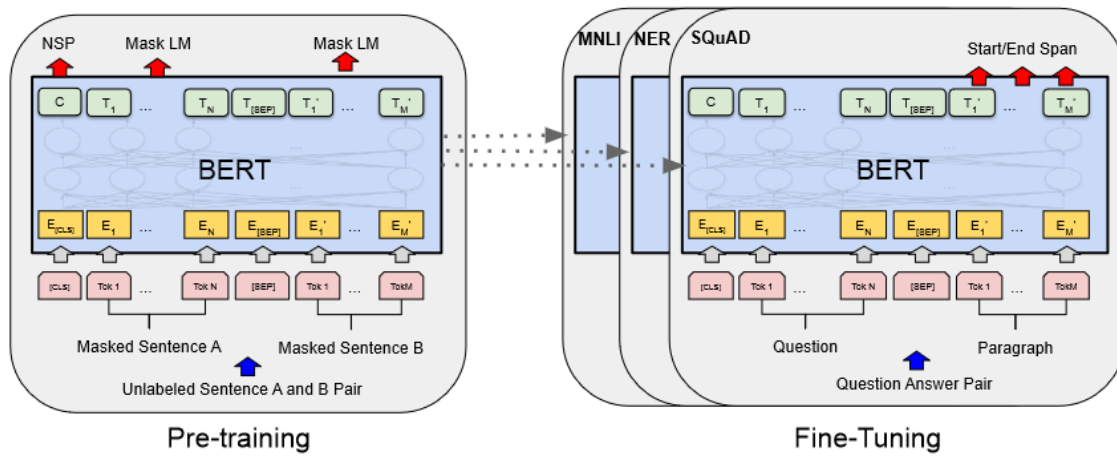 NSP Mask LM Mask LM
C T1 ... TN T[SEP] T1' ... TM'
...
BERT
...
E[CLS] E1 ... EN E[SEP] E1' ... EM'
[CLS] Tok 1 ... Tok N [SEP] Tok 1 ... TokM
Masked Sentence A Masked Sentence B
Unlabeled Sentence A and B Pair
Pre-training
MNLI NER SQuAD
Start/End Span
C T1 ... TN T[SEP] T1' ... TM'
...
BERT
...
E[CLS] E1 ... EN E[SEP] E1' ... EM'
[CLS] Tok 1 ... Tok N [SEP] Tok 1 ... TokM
Question Paragraph
Question Answer Pair
Fine-Tuning